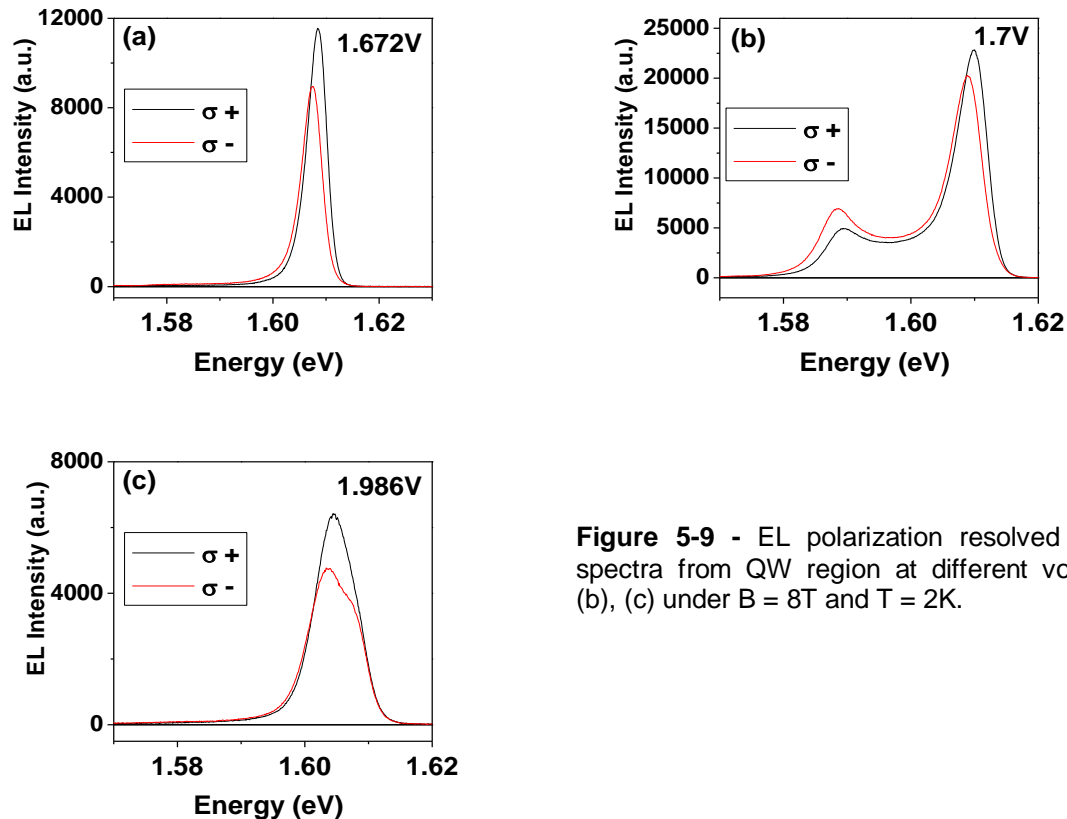 (a)
1.672V
12000
8000
4000
0
EL Intensity (a.u.)
σ +
σ -
1.58
1.60
1.62
Energy (eV)
(b)
1.7V
25000
20000
15000
10000
5000
0
EL Intensity (a.u.)
σ +
σ -
1.58
1.60
1.62
Energy (eV)
(c)
1.986V
8000
4000
0
EL Intensity (a.u.)
σ +
σ -
1.58
1.60
1.62
Energy (eV)
Figure 5-9 - EL polarization resolved
spectra from QW region at different vo
(b), (c) under B = 8T and T = 2K.